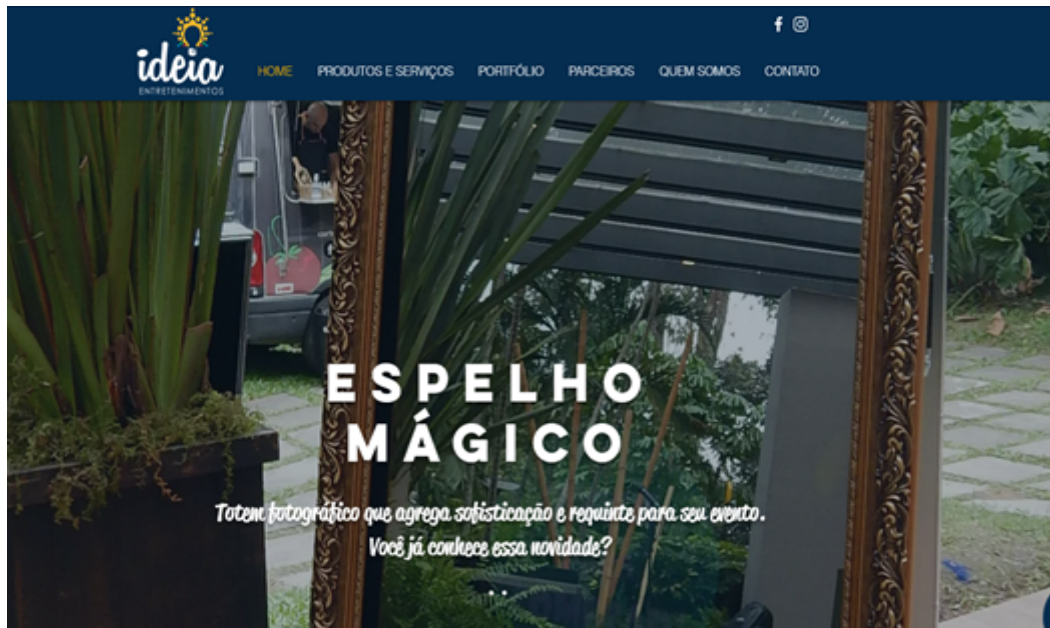 ideia
ENTRETENIMENTOS
HOME PRODUTOS E SERVIÇOS PORTFÓLIO PARCEIROS QUEM SOMOS CONTATO
ESPELHO
MÁGICO
Totem fotográfico que agrega sofisticação e requinte para seu evento.
Você já conhece essa novidade?